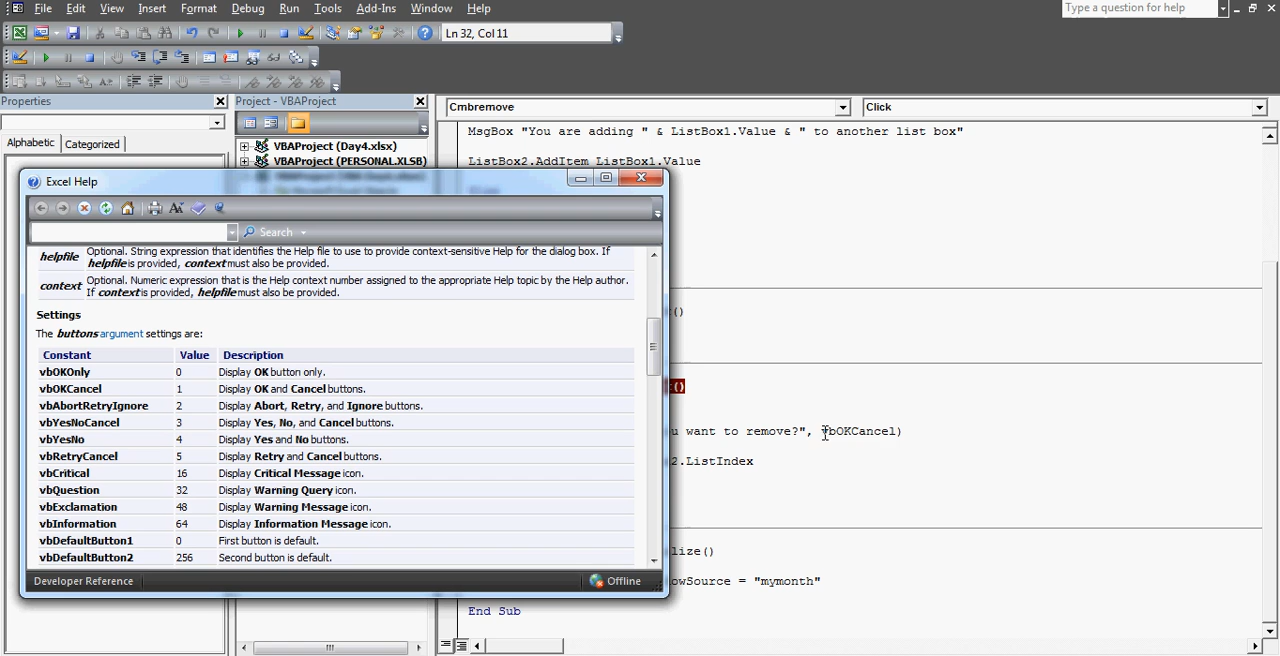 File Edit View Insert Format Debug Run Tools Add-Ins Window Help
Type a question for help
Ln 32, Col 11
Properties
Project - VBAProject
Cmbremove
Click
Alphabetic Categorized
VBAProject (Day4.xlsx)
VBAProject (PERSONAL.XLSB)
MsgBox "You are adding " & ListBox1.Value & " to another list box"
ListBox2.AddItem ListBox1.Value
Excel Help
Search
helpfile Optional. String expression that identifies the Help file to use to provide context-sensitive Help for the dialog box. If
helpfile is provided, context must also be provided.
context Optional. Numeric expression that is the Help context number assigned to the appropriate Help topic by the Help author.
If context is provided, helpfile must also be provided.
Settings
The buttons argument settings are:
Constant Value Description
vbOKOnly 0 Display OK button only.
vbOKCancel 1 Display OK and Cancel buttons.
vbAbortRetryIgnore 2 Display Abort, Retry, and Ignore buttons.
vbYesNoCancel 3 Display Yes, No, and Cancel buttons.
vbYesNo 4 Display Yes and No buttons.
vbRetryCancel 5 Display Retry and Cancel buttons.
vbCritical 16 Display Critical Message icon.
vbQuestion 32 Display Warning Query icon.
vbExclamation 48 Display Warning Message icon.
vbInformation 64 Display Information Message icon.
vbDefaultButton1 0 First button is default.
vbDefaultButton2 256 Second button is default.
Developer Reference
Offline
()
()
u want to remove?", vbOKCancel)
2.ListIndex
lize()
owSource = "mymonth"
End Sub